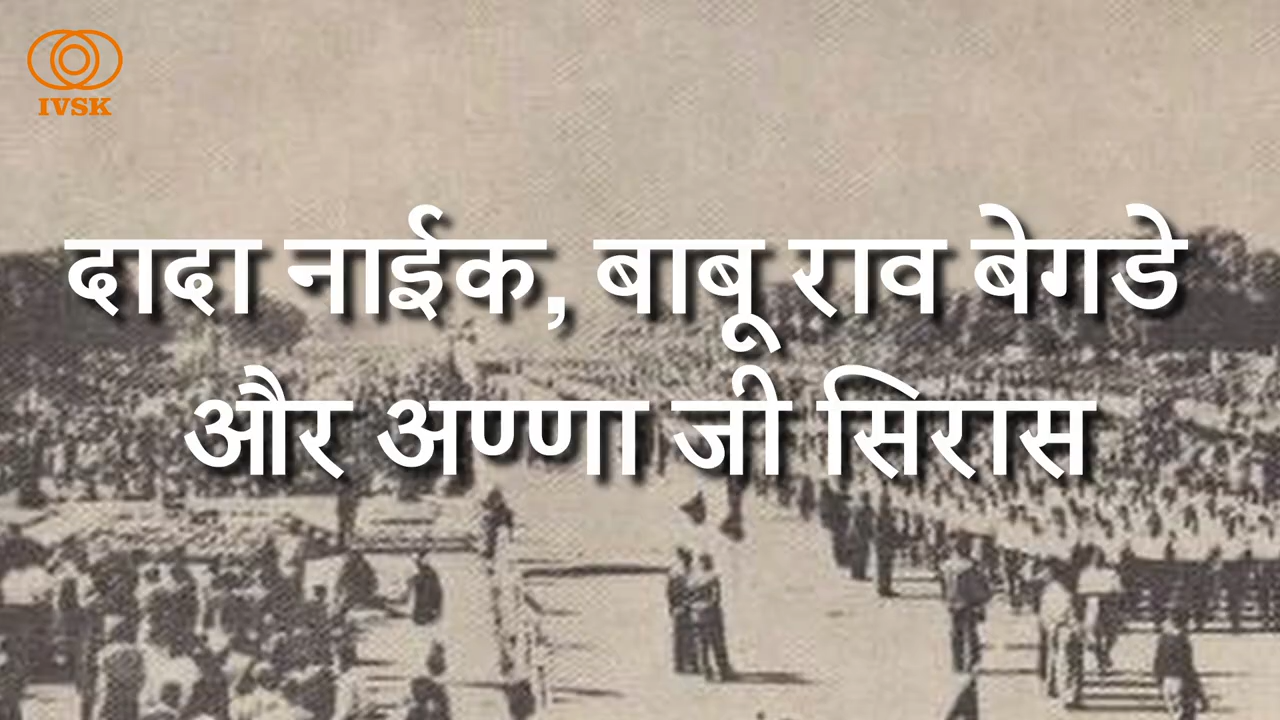 IVSK
दादा नाईक, बाबू राव बेगडे
और अण्णा जी सिरास